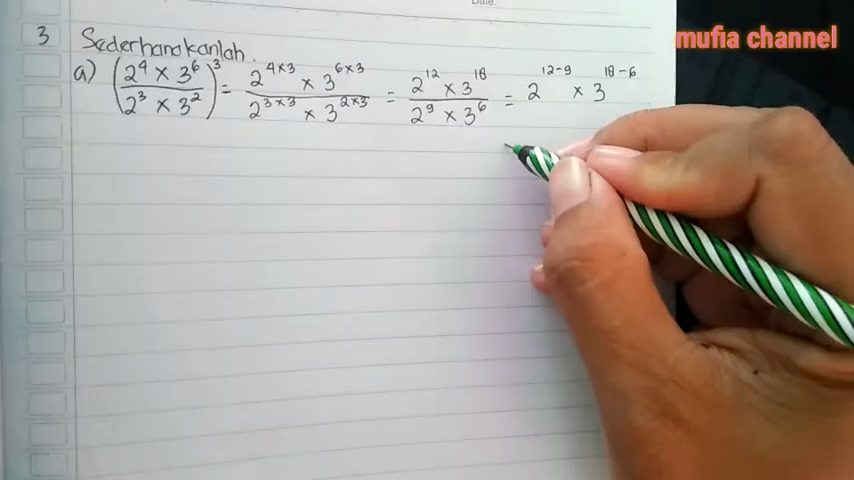 Date.
mufia channel
3 Sederhanakanlah.
a) (2^4 × 3^6 / 2^3 × 3^2)^3 = 2^{4×3} × 3^{6×3} / 2^{3×3} × 3^{2×3} = 2^12 × 3^18 / 2^9 × 3^6 = 2^{12-9} × 3^{18-6}